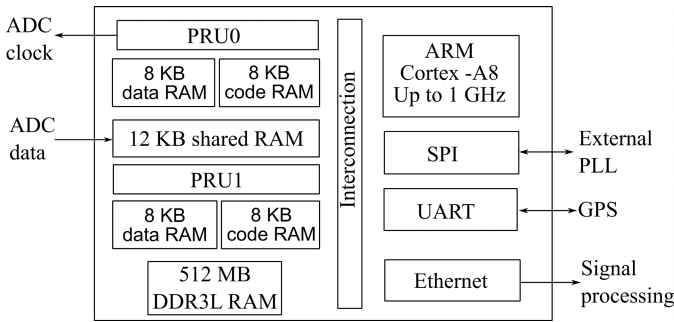 ADC
clock
PRU0
8 KB
data RAM
8 KB
code RAM
ADC
data
12 KB shared RAM
PRU1
8 KB
data RAM
8 KB
code RAM
512 MB
DDR3L RAM
Interconnection
ARM
Cortex -A8
Up to 1 GHz
SPI
External
PLL
UART
GPS
Ethernet
Signal
processing